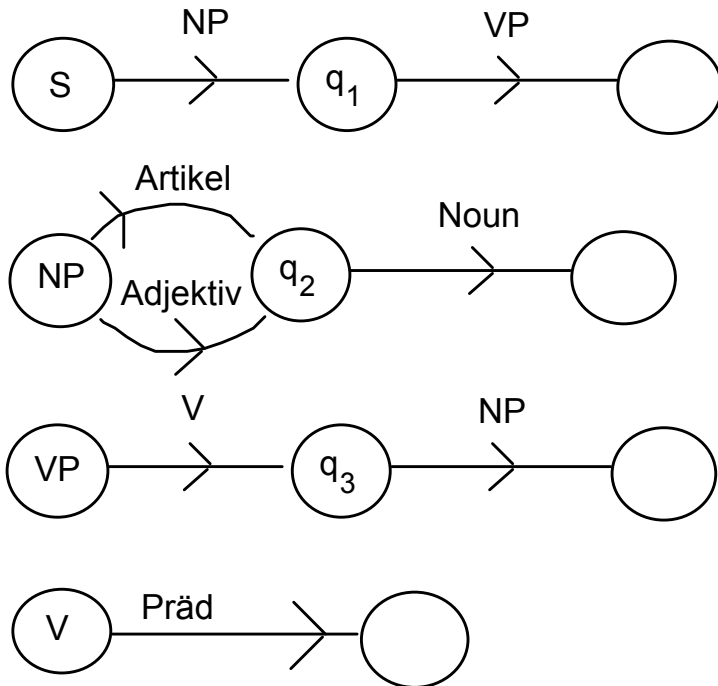 NP VP
S q1
Artikel
Noun
NP Adjektiv q2
V NP
VP q3
V Präd